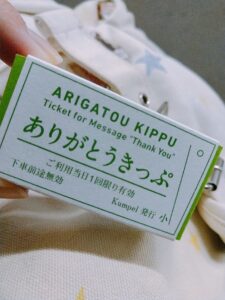 ARIGATOU KIPPU
Ticket for Message "Thank You"
ありがとうきっぷ
ご利用当日1回限り有効
下車前途無効
Kumpel 発行 小